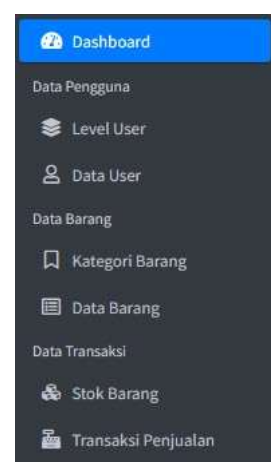 Dashboard
Data Pengguna
Level User
Data User
Data Barang
Kategori Barang
Data Barang
Data Transaksi
Stok Barang
Transaksi Penjualan